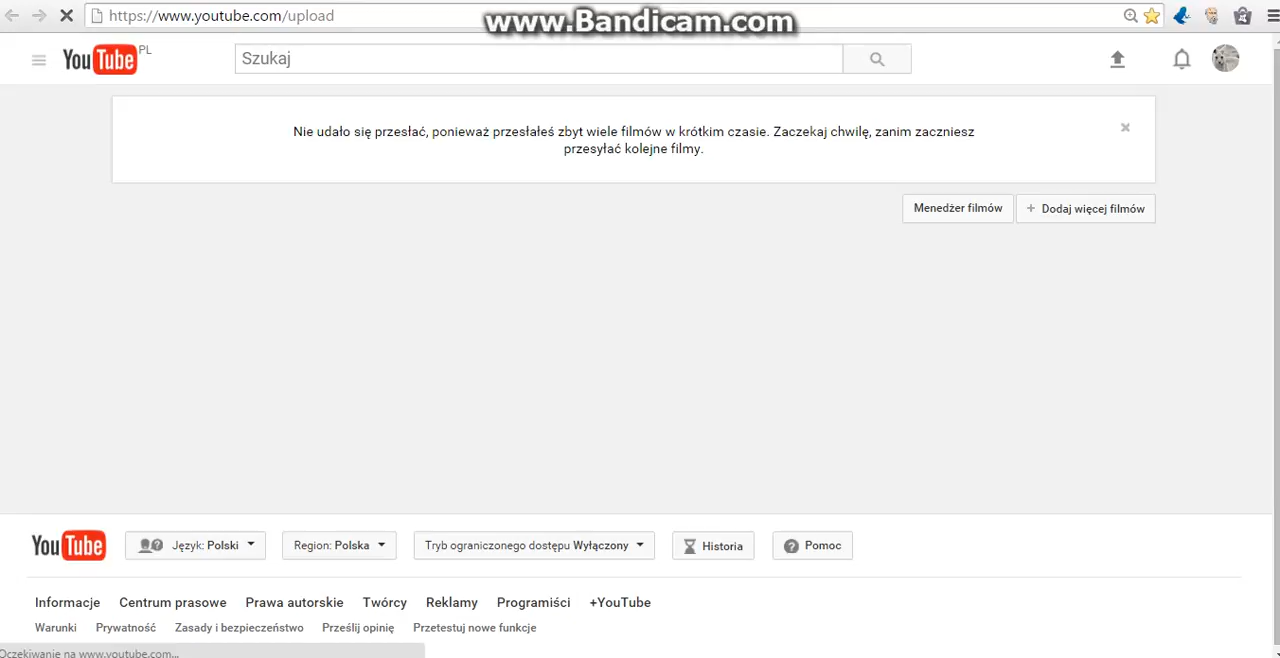 https://www.youtube.com/upload
www.Bandicam.com
YouTube PL
Szukaj
Nie udało się przesłać, ponieważ przesłałeś zbyt wiele filmów w krótkim czasie. Zaczekaj chwilę, zanim zaczniesz
przesyłać kolejne filmy.
Menedżer filmów
+ Dodaj więcej filmów
YouTube
Język: Polski
Region: Polska
Tryb ograniczonego dostępu Wyłączony
Historia
Pomoc
Informacje Centrum prasowe Prawa autorskie Twórcy Reklamy Programiści +YouTube
Warunki Prywatność Zasady i bezpieczeństwo Prześlij opinię Przetestuj nowe funkcje
Oczekiwanie na www.youtube.com...